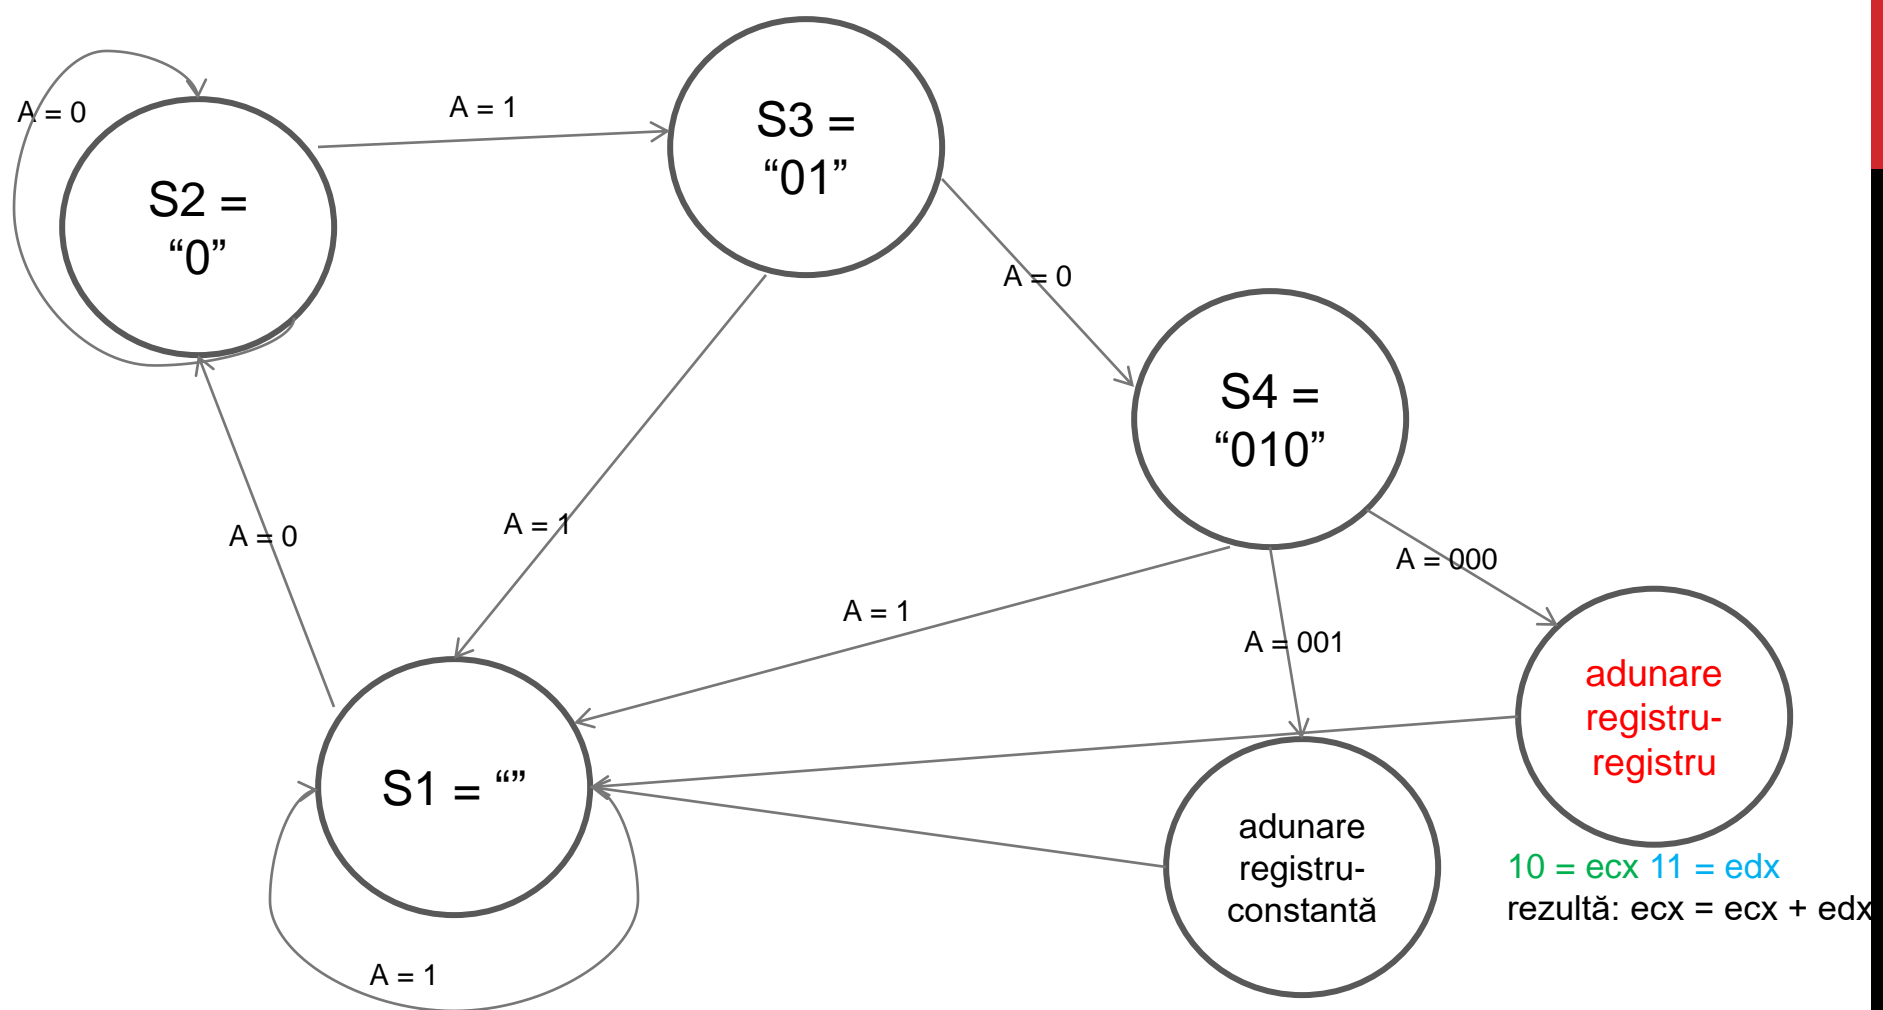 A = 0
A = 1
S3 =
“01”
S2 =
“0”
A = 0
S4 =
“010”
A = 0
A = 1
A = 000
A = 1
A = 001
adunare
registru-
registru
S1 = “”
adunare
registru-
constantă
10 = ecx 11 = edx
rezultă: ecx = ecx + edx
A = 1